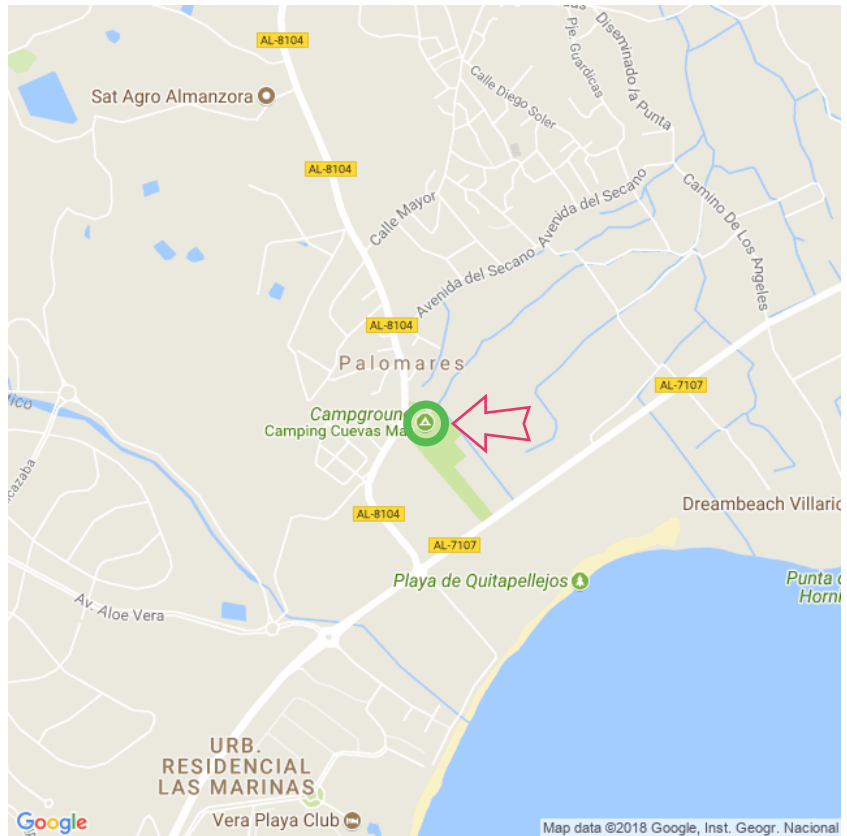 AL-8104
Pje. Guardicas
Diseminado la Punta
Sat Agro Almanzora
Calle Diego Soler
AL-8104
Calle Mayor
Avenida del Secano
Avenida del Secano
Camino De Los Angeles
AL-8104
Palomares
AL-7107
Campground
Camping Cuevas Ma
AL-8104
Dreambeach Villaric
AL-7107
Playa de Quitapellejos
Punta
Av. Aloe Vera
URB.
RESIDENCIAL
LAS MARINAS
Vera Playa Club
Google
Map data ©2018 Google, Inst. Geogr. Nacional